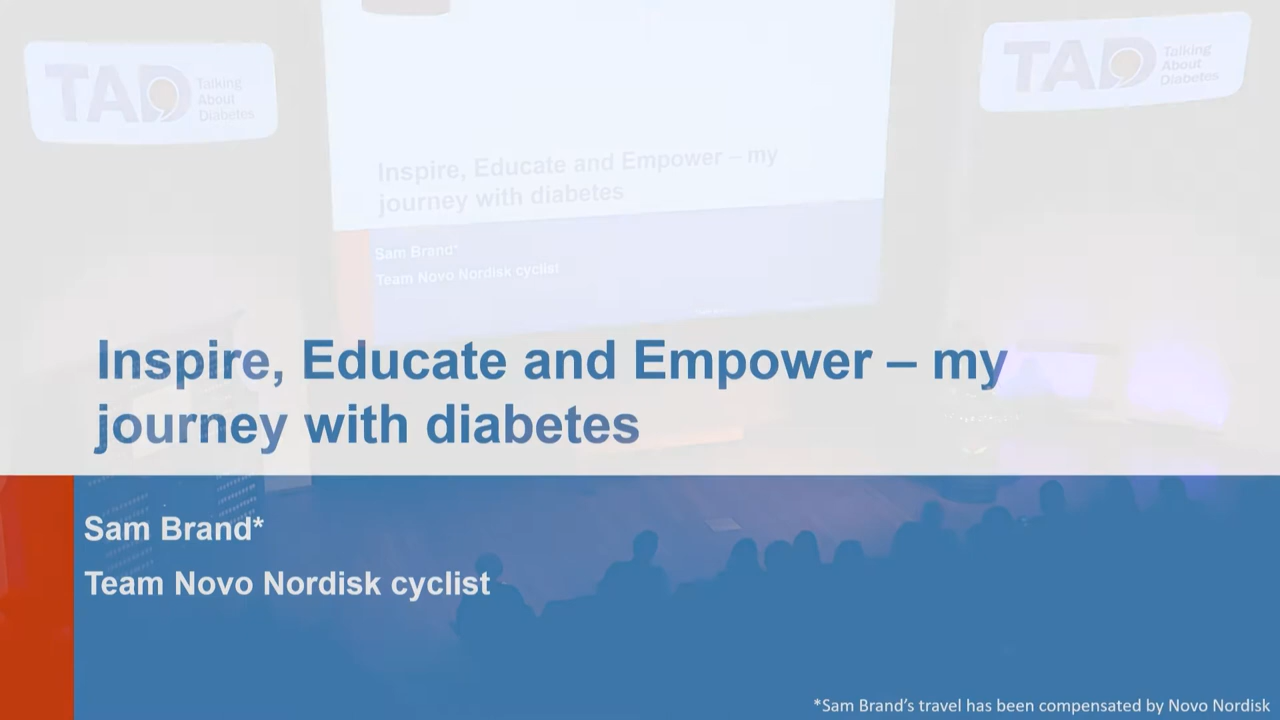 TAD
Talking
About
Diabetes
TAD
Talking
About
Diabetes
Inspire, Educate and Empower – my
journey with diabetes
Sam Brand*
Team Novo Nordisk cyclist
Inspire, Educate and Empower – my
journey with diabetes
Sam Brand*
Team Novo Nordisk cyclist
*Sam Brand's travel has been compensated by Novo Nordisk